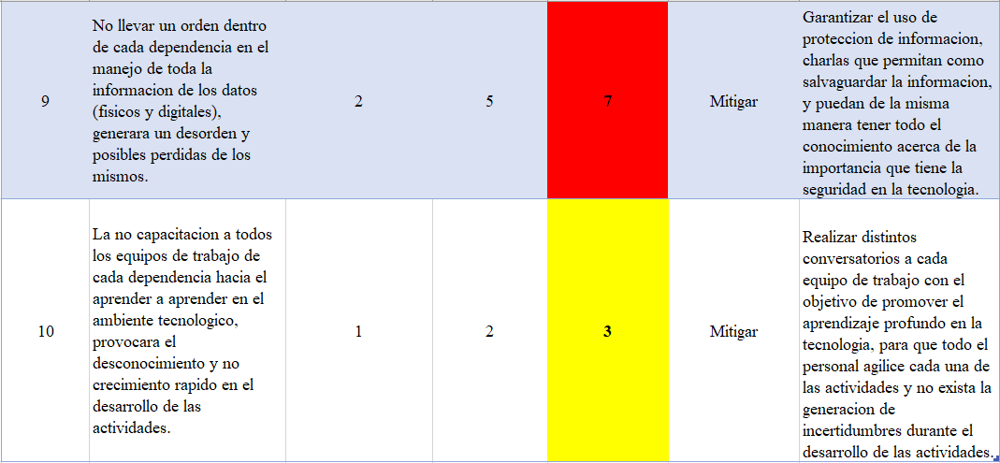 9
No llevar un orden dentro
de cada dependencia en el
manejo de toda la
informacion de los datos
(fisicos y digitales),
generara un desorden y
posibles perdidas de los
mismos.
2
5
7
Mitigar
Garantizar el uso de
proteccion de informacion,
charlas que permitan como
salvaguardar la informacion,
y puedan de la misma
manera tener todo el
conocimiento acerca de la
importancia que tiene la
seguridad en la tecnologia.
10
La no capacitacion a todos
los equipos de trabajo de
cada dependencia hacia el
aprender a aprender en el
ambiente tecnologico,
provocara el
desconocimiento y no
crecimiento rapido en el
desarrollo de las
actividades.
1
2
3
Mitigar
Realizar distintos
conversatorios a cada
equipo de trabajo con el
objetivo de promover el
aprendizaje profundo en la
tecnologia, para que todo el
personal agilice cada una de
las actividades y no exista la
generacion de
incertidumbres durante el
desarrollo de las actividades.